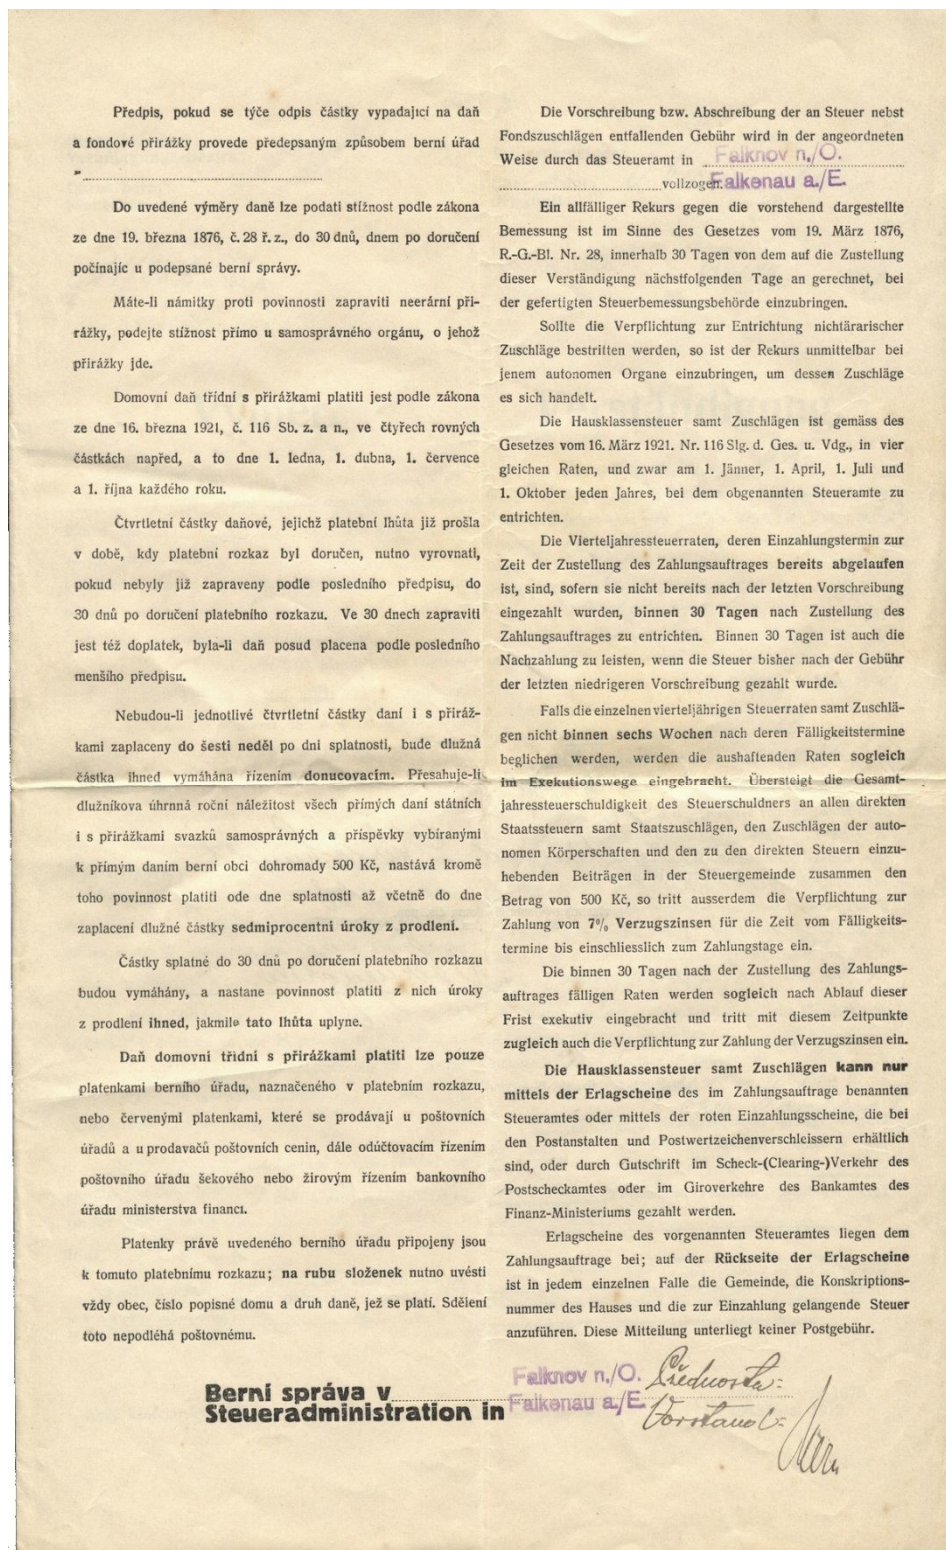 Předpis, pokud se týče odpis částky vypadající na daň
a fondové přirážky provede předepsaným způsobem berní úřad
Do uvedené výměry daně lze podati stížnost podle zákona
ze dne 19. března 1876, č. 28 ř. z., do 30 dnů, dnem po doručení
počínajíc u podepsané berní správy.
Máte-li námitky proti povinnosti zapraviti neerární při-
rážky, podejte stížnost přímo u samosprávného orgánu, o jehož
přirážky jde.
Domovní daň třídní s přirážkami platiti jest podle zákona
ze dne 16. března 1921, č. 116 Sb. z. a n., ve čtyřech rovných
částkách napřed, a to dne 1. ledna, 1. dubna, 1. července
a 1. října každého roku.
Čtvrtletní částky daňové, jejichž platební lhůta již prošla
v době, kdy platební rozkaz byl doručen, nutno vyrovnati,
pokud nebyly již zapraveny podle posledního předpisu, do
30 dnů po doručení platebního rozkazu. Ve 30 dnech zapraviti
jest též doplatek, byla-li daň posud placena podle posledního
menšího předpisu.
Nebudou-li jednotlivé čtvrtletní částky daní i s přiráž-
kami zaplaceny do šesti neděl po dni splatnosti, bude dlužná
částka ihned vymáhána řízením donucovacím. Přesahuje-li
dlužníkova úhrnná roční náležitost všech přímých daní státních
i s přirážkami svazků samosprávných a příspěvky vybíranými
k přímým daním berní obci dohromady 500 Kč, nastává kromě
toho povinnost platiti ode dne splatnosti až včetně do dne
zaplacení dlužné částky sedmiprocentní úroky z prodlení.
Částky splatné do 30 dnů po doručení platebního rozkazu
budou vymáhány, a nastane povinnost platiti z nich úroky
z prodlení ihned, jakmile tato lhůta uplyne.
Daň domovní třídní s přirážkami platiti lze pouze
platenkami berního úřadu, naznačeného v platebním rozkazu,
nebo červenými platenkami, které se prodávají u poštovních
úřadů a u prodavačů poštovních cenin, dále odúčtovacím řízením
poštovního úřadu šekového nebo žirovým řízením bankovního
úřadu ministerstva financí.
Platenky právě uvedeného berního úřadu připojeny jsou
k tomuto platebnímu rozkazu; na rubu složenek nutno uvésti
vždy obec, číslo popisné domu a druh daně, jež se platí. Sdělení
toto nepodléhá poštovnému.
Die Vorschreibung bzw. Abschreibung der an Steuer nebst
Fondszuschlägen entfallenden Gebühr wird in der angeordneten
Weise durch das Steueramt in Falknov n./O.
vollzogen. Falkenau a./E.
Ein allfälliger Rekurs gegen die vorstehend dargestellte
Bemessung ist im Sinne des Gesetzes vom 19. März 1876,
R.-G.-Bl. Nr. 28, innerhalb 30 Tagen von dem auf die Zustellung
dieser Verständigung nächstfolgenden Tage an gerechnet, bei
der gefertigten Steuerbemessungsbehörde einzubringen.
Sollte die Verpflichtung zur Entrichtung nichtärarischer
Zuschläge bestritten werden, so ist der Rekurs unmittelbar bei
jenem autonomen Organe einzubringen, um dessen Zuschläge
es sich handelt.
Die Hausklassensteuer samt Zuschlägen ist gemäss des
Gesetzes vom 16. März 1921. Nr. 116 Slg. d. Ges. u. Vdg., in vier
gleichen Raten, und zwar am 1. Jänner, 1. April, 1. Juli und
1. Oktober jeden Jahres, bei dem obgenannten Steueramte zu
entrichten.
Die Vierteljahressteuerraten, deren Einzahlungstermin zur
Zeit der Zustellung des Zahlungsauftrages bereits abgelaufen
ist, sind, sofern sie nicht bereits nach der letzten Vorschreibung
eingezahlt wurden, binnen 30 Tagen nach Zustellung des
Zahlungsauftrages zu entrichten. Binnen 30 Tagen ist auch die
Nachzahlung zu leisten, wenn die Steuer bisher nach der Gebühr
der letzten niedrigeren Vorschreibung gezahlt wurde.
Falls die einzelnen vierteljährigen Steuerraten samt Zuschlä-
gen nicht binnen sechs Wochen nach deren Fälligkeitstermine
beglichen werden, werden die aushaftenden Raten sogleich
im Exekutionswege eingebracht. Übersteigt die Gesamt-
jahressteuerschuldigkeit des Steuerschuldners an allen direkten
Staatssteuern samt Staatszuschlägen, den Zuschlägen der auto-
nomen Körperschaften und den zu den direkten Steuern einzu-
hebenden Beiträgen in der Steuergemeinde zusammen den
Betrag von 500 Kč, so tritt ausserdem die Verpflichtung zur
Zahlung von 7% Verzugszinsen für die Zeit vom Fälligkeits-
termine bis einschliesslich zum Zahlungstage ein.
Die binnen 30 Tagen nach der Zustellung des Zahlungs-
auftrages fälligen Raten werden sogleich nach Ablauf dieser
Frist exekutiv eingebracht und tritt mit diesem Zeitpunkte
zugleich auch die Verpflichtung zur Zahlung der Verzugszinsen ein.
Die Hausklassensteuer samt Zuschlägen kann nur
mittels der Erlagscheine des im Zahlungsauftrage benannten
Steueramtes oder mittels der roten Einzahlungsscheine, die bei
den Postanstalten und Postwertzeichenverschleissern erhältlich
sind, oder durch Gutschrift im Scheck-(Clearing-)Verkehr des
Postscheckamtes oder im Giroverkehre des Bankamtes des
Finanz-Ministeriums gezahlt werden.
Erlagscheine des vorgenannten Steueramtes liegen dem
Zahlungsauftrage bei; auf der Rückseite der Erlagscheine
ist in jedem einzelnen Falle die Gemeinde, die Konskriptions-
nummer des Hauses und die zur Einzahlung gelangende Steuer
anzuführen. Diese Mitteilung unterliegt keiner Postgebühr.
Berní správa v Falknov n./O. Přednosta:
Steueradministration in Falkenau a./E. Vorstand: